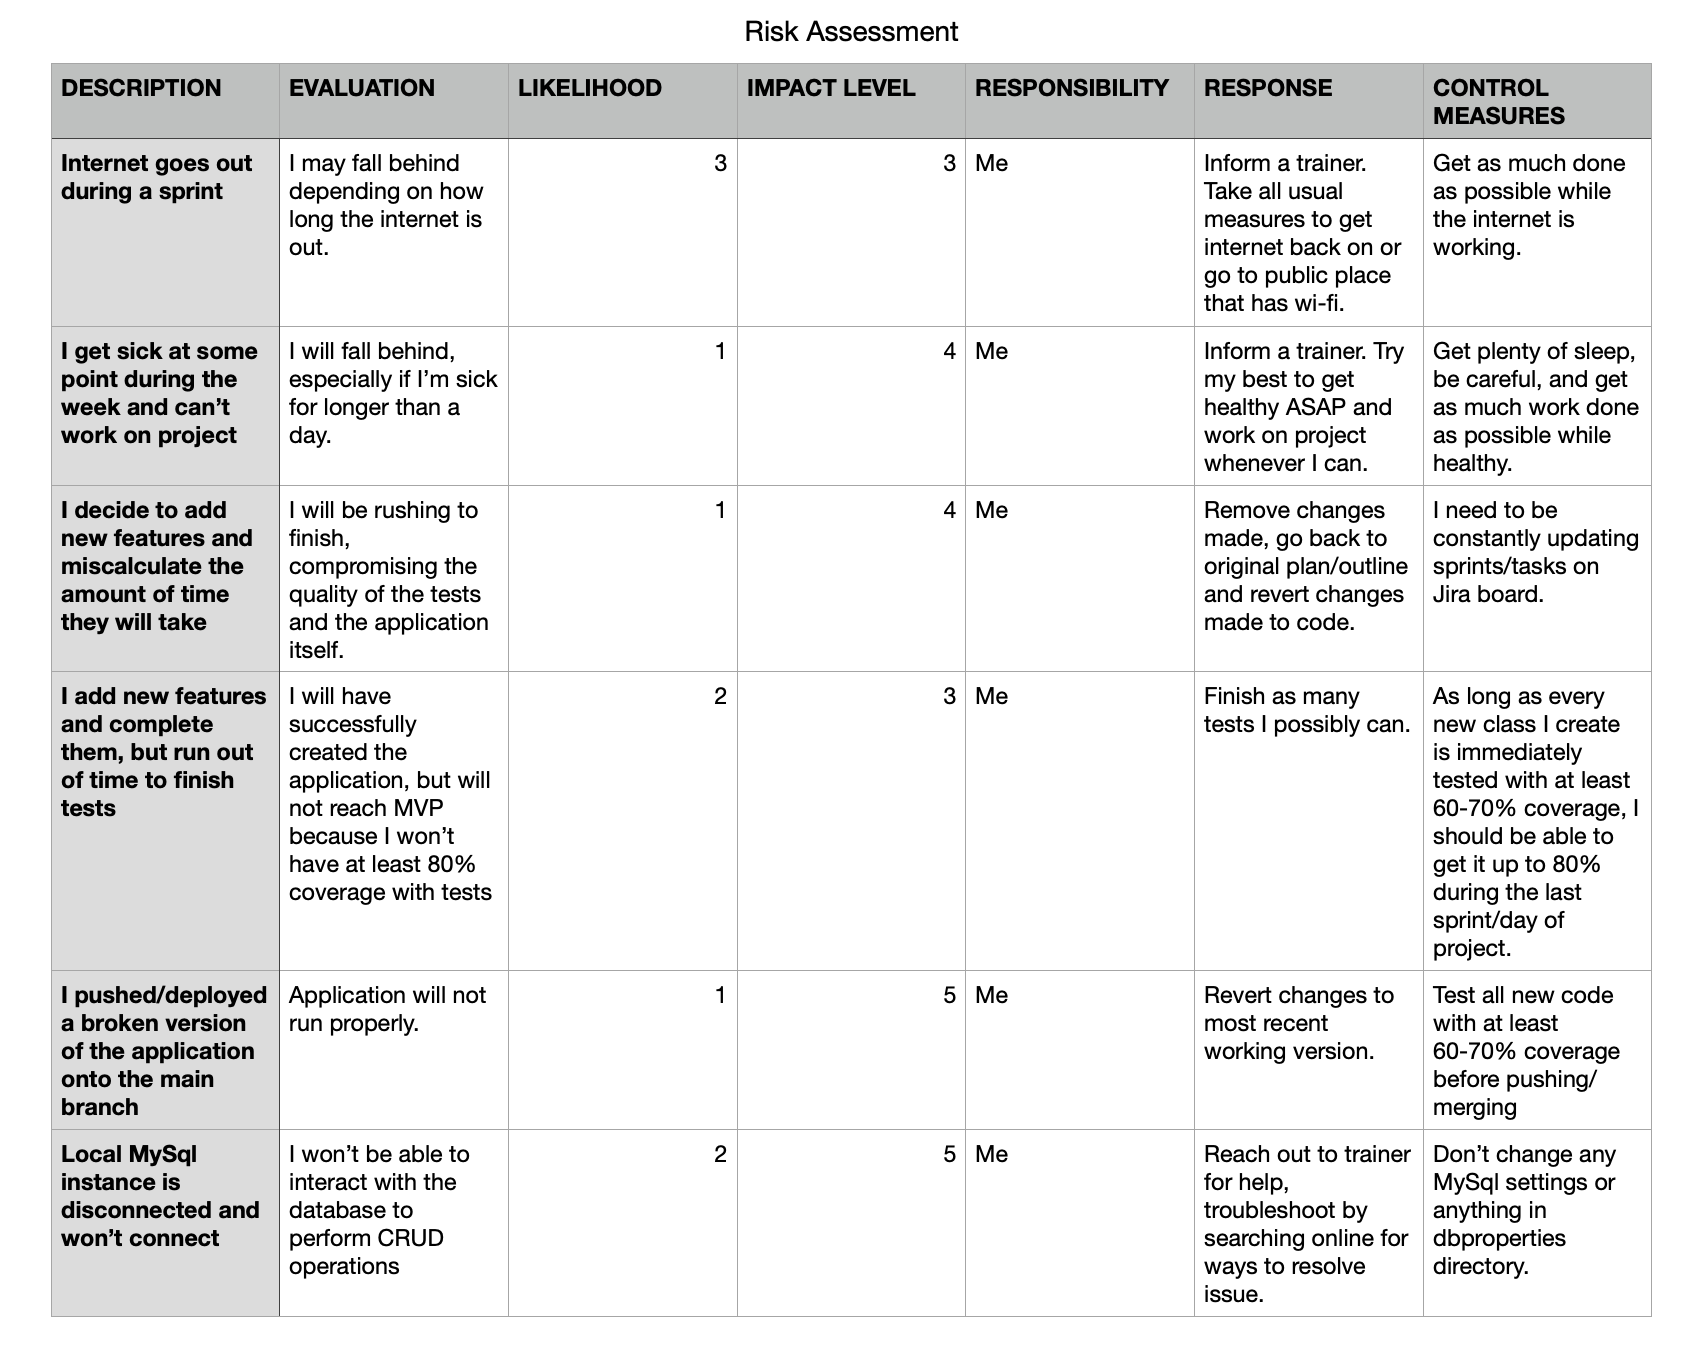 Risk Assessment
DESCRIPTION
EVALUATION
LIKELIHOOD
IMPACT LEVEL
RESPONSIBILITY
RESPONSE
CONTROL
MEASURES
Internet goes out
during a sprint
I may fall behind
depending on how
long the internet is
out.
3
3
Me
Inform a trainer.
Take all usual
measures to get
internet back on or
go to public place
that has wi-fi.
Get as much done
as possible while
the internet is
working.
I get sick at some
point during the
week and can’t
work on project
I will fall behind,
especially if I’m sick
for longer than a
day.
1
4
Me
Inform a trainer. Try
my best to get
healthy ASAP and
work on project
whenever I can.
Get plenty of sleep,
be careful, and get
as much work done
as possible while
healthy.
I decide to add
new features and
miscalculate the
amount of time
they will take
I will be rushing to
finish,
compromising the
quality of the tests
and the application
itself.
1
4
Me
Remove changes
made, go back to
original plan/outline
and revert changes
made to code.
I need to be
constantly updating
sprints/tasks on
Jira board.
I add new features
and complete
them, but run out
of time to finish
tests
I will have
successfully
created the
application, but will
not reach MVP
because I won’t
have at least 80%
coverage with tests
2
3
Me
Finish as many
tests I possibly can.
As long as every
new class I create
is immediately
tested with at least
60-70% coverage, I
should be able to
get it up to 80%
during the last
sprint/day of
project.
I pushed/deployed
a broken version
of the application
onto the main
branch
Application will not
run properly.
1
5
Me
Revert changes to
most recent
working version.
Test all new code
with at least
60-70% coverage
before pushing/
merging
Local MySql
instance is
disconnected and
won’t connect
I won’t be able to
interact with the
database to
perform CRUD
operations
2
5
Me
Reach out to trainer
for help,
troubleshoot by
searching online for
ways to resolve
issue.
Don’t change any
MySql settings or
anything in
dbproperties
directory.